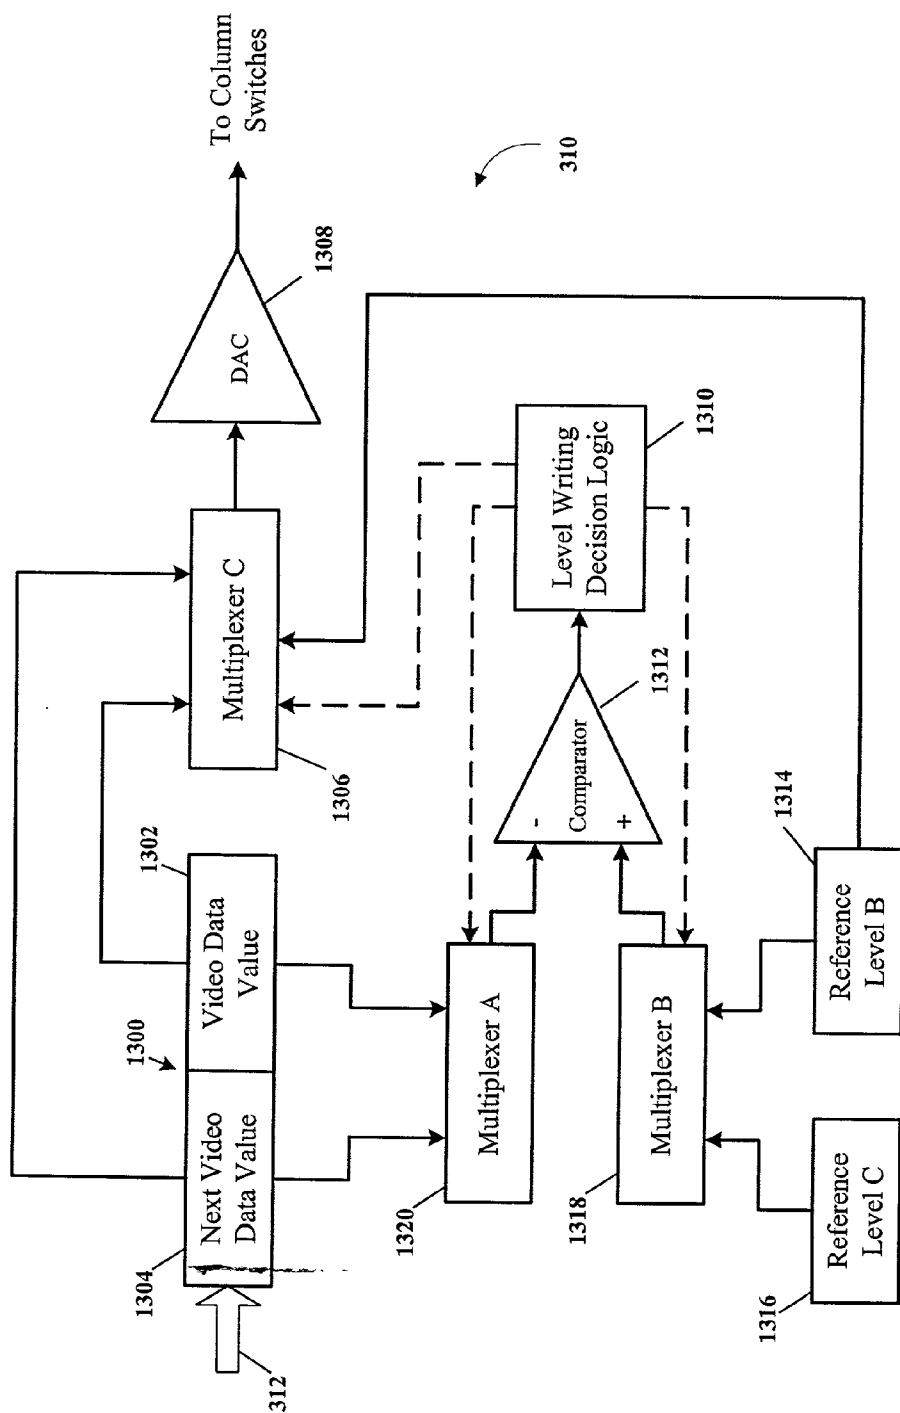 To Column
Switches
310
DAC
1308
Multiplexer C
1306
Level Writing
Decision Logic
1310
Comparator
-
+
1312
1302
Video Data
Value
1300
Next Video
Data Value
1304
312
Multiplexer A
1320
Multiplexer B
1318
1314
Reference
Level B
Reference
Level C
1316